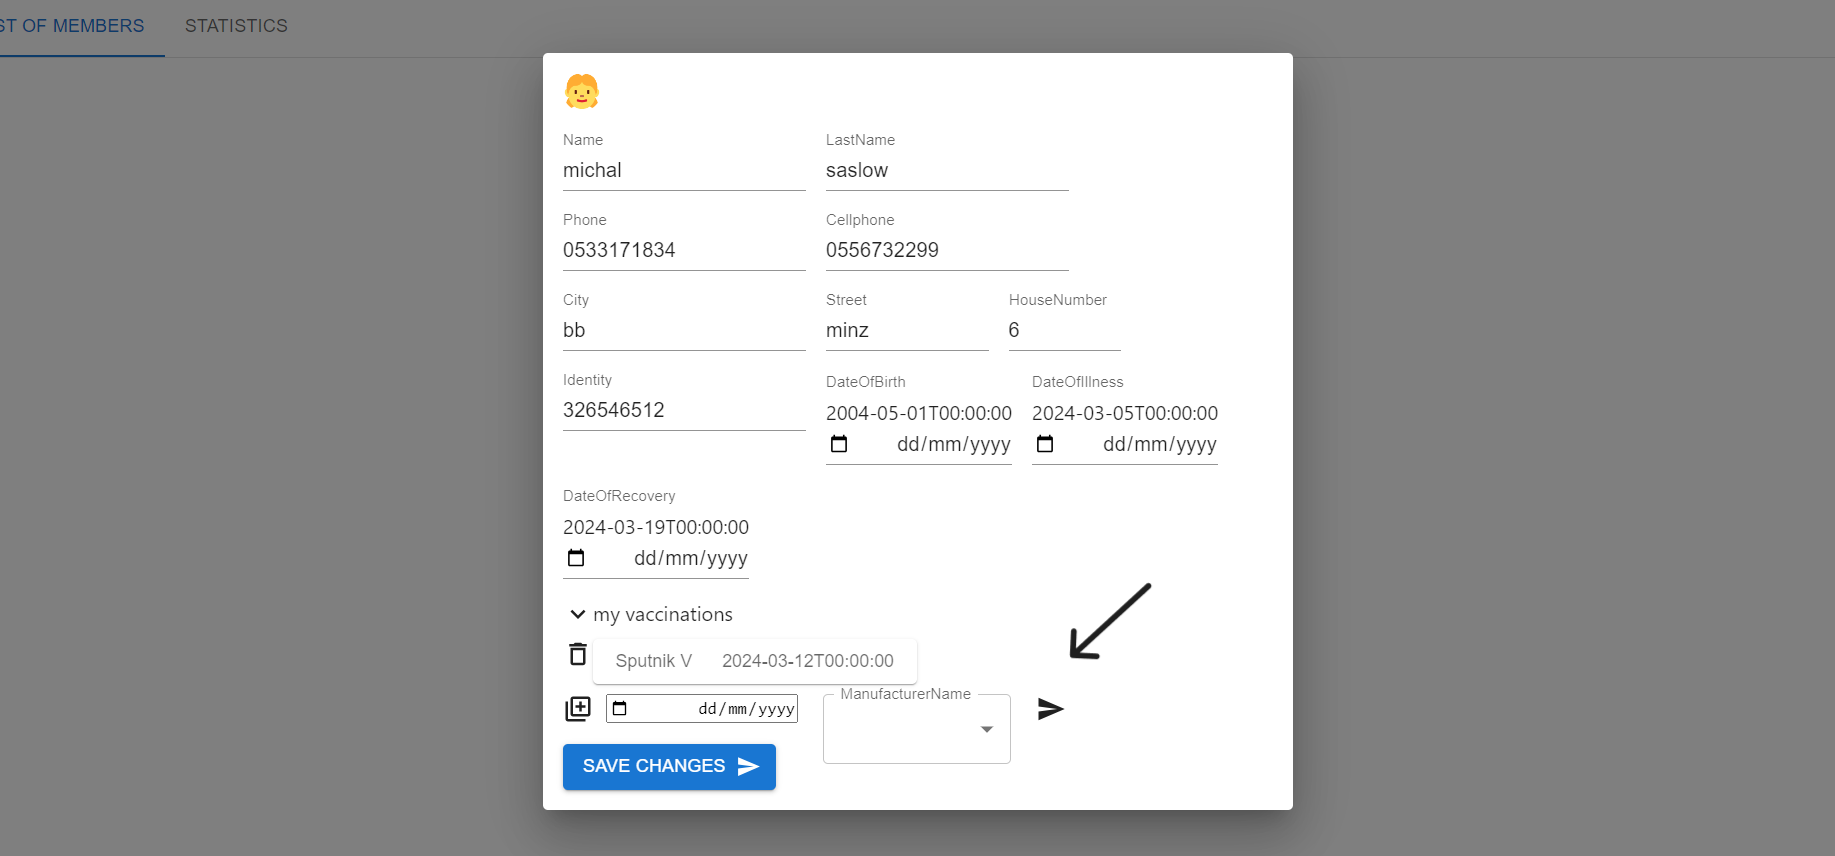 ST OF MEMBERS STATISTICS
Name LastName
michal saslow
Phone Cellphone
0533171834 0556732299
City Street HouseNumber
bb minz 6
Identity DateOfBirth DateOfIllness
326546512 2004-05-01T00:00:00 2024-03-05T00:00:00
dd/mm/yyyy dd/mm/yyyy
DateOfRecovery
2024-03-19T00:00:00
dd/mm/yyyy
my vaccinations
Sputnik V 2024-03-12T00:00:00
dd/mm/yyyy ManufacturerName
SAVE CHANGES